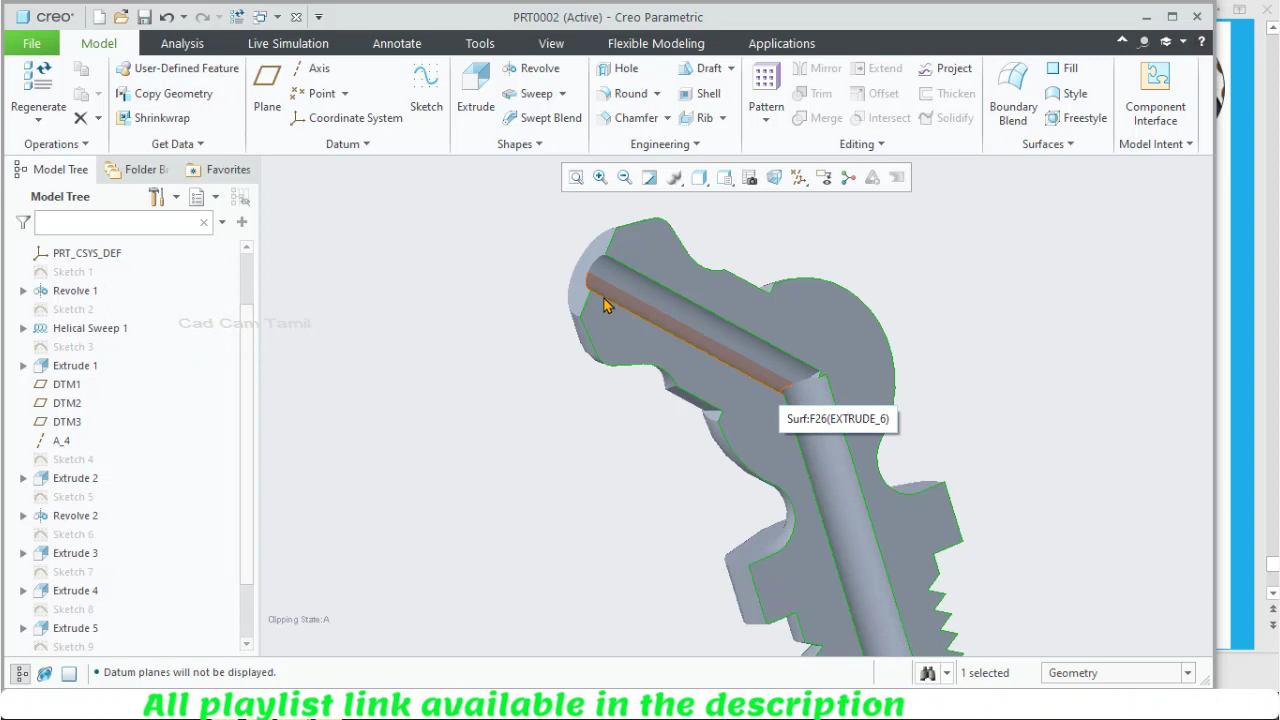 creo
PRT0002 (Active) - Creo Parametric
File
Model
Analysis
Live Simulation
Annotate
Tools
View
Flexible Modeling
Applications
Regenerate
User-Defined Feature
Copy Geometry
Shrinkwrap
Plane
Axis
Point
Coordinate System
Sketch
Extrude
Revolve
Sweep
Swept Blend
Hole
Round
Chamfer
Draft
Shell
Rib
Pattern
Mirror
Trim
Merge
Extend
Offset
Intersect
Project
Thicken
Solidify
Boundary
Blend
Fill
Style
Freestyle
Component
Interface
Operations
Get Data
Datum
Shapes
Engineering
Editing
Surfaces
Model Intent
Model Tree
Folder B
Favorites
Model Tree
PRT_CSYS_DEF
Sketch 1
Revolve 1
Sketch 2
Helical Sweep 1
Sketch 3
Extrude 1
DTM1
DTM2
DTM3
A_4
Sketch 4
Extrude 2
Sketch 5
Revolve 2
Sketch 6
Extrude 3
Sketch 7
Extrude 4
Sketch 8
Extrude 5
Sketch 9
Cad Cam Tamil
Surf:F26(EXTRUDE_6)
Clipping State:A
• Datum planes will not be displayed.
1 selected
Geometry
All playlist link available in the description